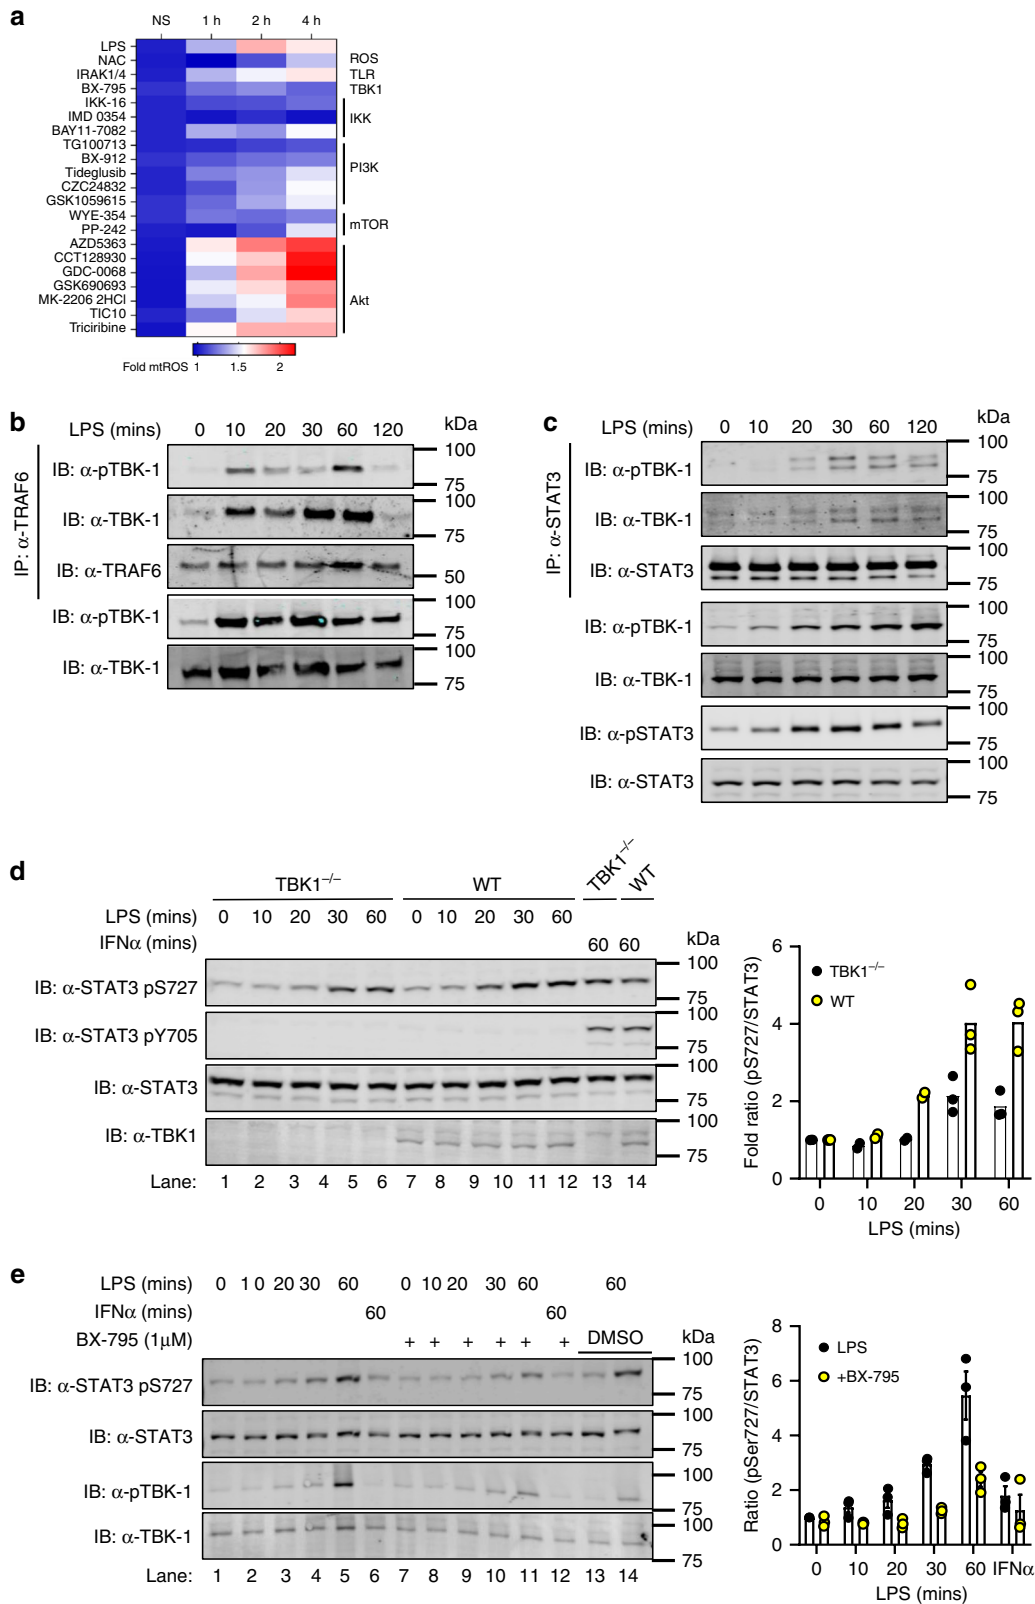 a
NS 1 h 2 h 4 h
LPS
NAC ROS
IRAK1/4 TLR
BX-795 TBK1
IKK-16
IMD 0354 IKK
BAY11-7082
TG100713
BX-912
Tideglusib PI3K
CZC24832
GSK1059615
WYE-354
PP-242 mTOR
AZD5363
CCT128930
GDC-0068
GSK690693
MK-2206 2HCl Akt
TIC10
Triciribine
Fold mtROS 1 1.5 2
b
LPS (mins) 0 10 20 30 60 120 kDa
IP: α-TRAF6
IB: α-pTBK-1 100 75
IB: α-TBK-1 100 75
IB: α-TRAF6 50
IB: α-pTBK-1 100 75
IB: α-TBK-1 100 75
c
LPS (mins) 0 10 20 30 60 120 kDa
IP: α-STAT3
IB: α-pTBK-1 100 75
IB: α-TBK-1 100 75
IB: α-STAT3 100 75
IB: α-pTBK-1 100 75
IB: α-TBK-1 100 75
IB: α-pSTAT3 100 75
IB: α-STAT3 100 75
d
TBK1–/– WT TBK1–/– WT
LPS (mins) 0 10 20 30 60 0 10 20 30 60
IFNα (mins) 60 60 kDa
IB: α-STAT3 pS727 100 75
IB: α-STAT3 pY705 100 75
IB: α-STAT3 100 75
IB: α-TBK1 100 75
Lane: 1 2 3 4 5 6 7 8 9 10 11 12 13 14
Fold ratio (pS727/STAT3)
6
4
2
0
TBK1–/–
WT
0 10 20 30 60
LPS (mins)
e
LPS (mins) 0 1 0 20 30 60 0 10 20 30 60 60
IFNα (mins) 60 60
BX-795 (1μM) + + + + + + DMSO kDa
IB: α-STAT3 pS727 100 75
IB: α-STAT3 100 75
IB: α-pTBK-1 100 75
IB: α-TBK-1 100 75
Lane: 1 2 3 4 5 6 7 8 9 10 11 12 13 14
Ratio (pSer727/STAT3)
8
6
4
2
0
LPS
+BX-795
0 10 20 30 60 IFNα
LPS (mins)